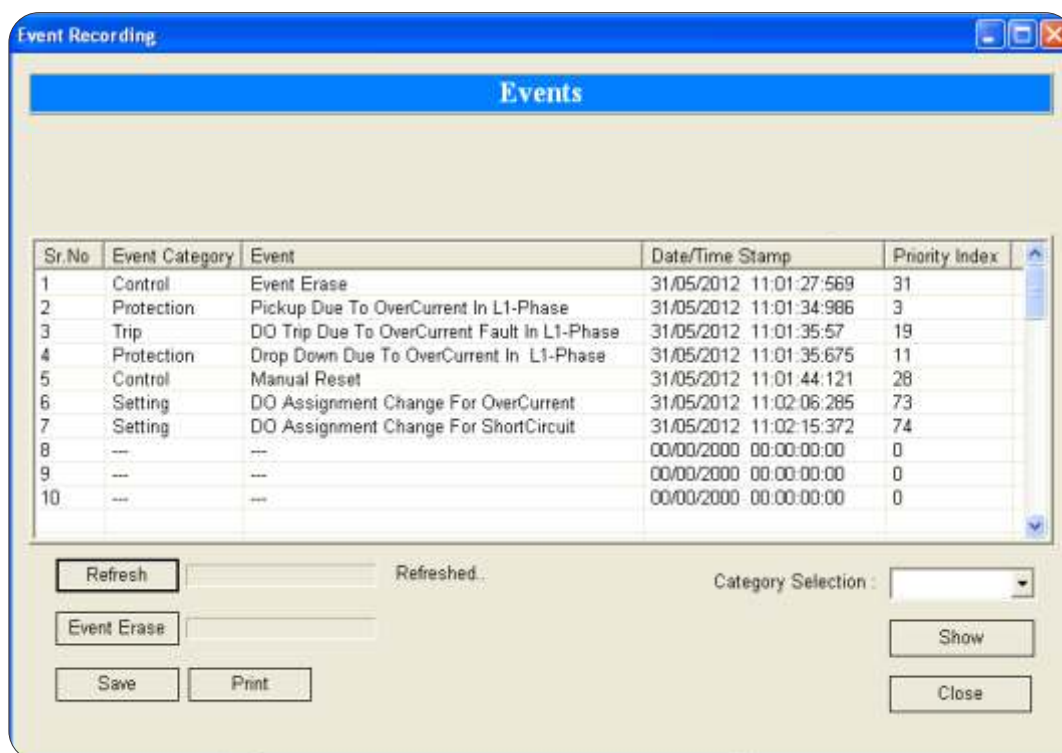 Event Recording
Events
Sr.No Event Category Event Date/Time Stamp Priority Index
1 Control Event Erase 31/05/2012 11:01:27:569 31
2 Protection Pickup Due To OverCurrent In L1-Phase 31/05/2012 11:01:34:986 3
3 Trip DO Trip Due To OverCurrent Fault In L1-Phase 31/05/2012 11:01:35:57 19
4 Protection Drop Down Due To OverCurrent In L1-Phase 31/05/2012 11:01:35:675 11
5 Control Manual Reset 31/05/2012 11:01:44:121 28
6 Setting DO Assignment Change For OverCurrent 31/05/2012 11:02:06:285 73
7 Setting DO Assignment Change For ShortCircuit 31/05/2012 11:02:15:372 74
8 --- --- 00/00/2000 00:00:00:00 0
9 --- --- 00/00/2000 00:00:00:00 0
10 --- --- 00/00/2000 00:00:00:00 0
Refresh Refreshed.. Category Selection :
Event Erase Show
Save Print Close